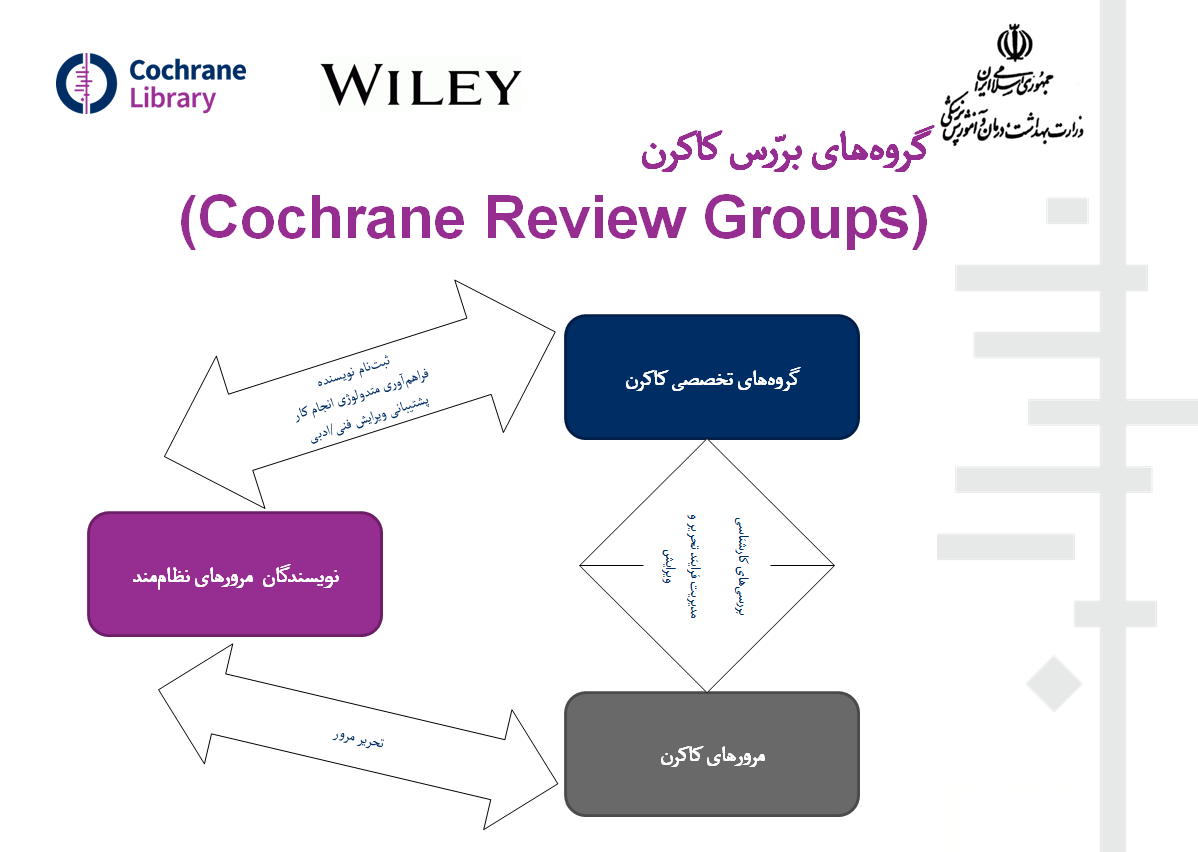 Cochrane
Library
WILEY
جمهوری اسلامی ایران
وزارت بهداشت، درمان و آموزش پزشکی
گروه‌های برّرس کاکرن
(Cochrane Review Groups)
ثبت‌نام نویسنده
فراهم‌آوری متدولوژی انجام کار
پشتیبانی ویرایش فنی /ادبی
گروه‌های تخصصی کاکرن
بررسی‌های کارشناسی
مدیریت فرایند تحریر و
ویرایش
نویسندگان مرورهای نظام‌مند
تحریر مرور
مرورهای کاکرن